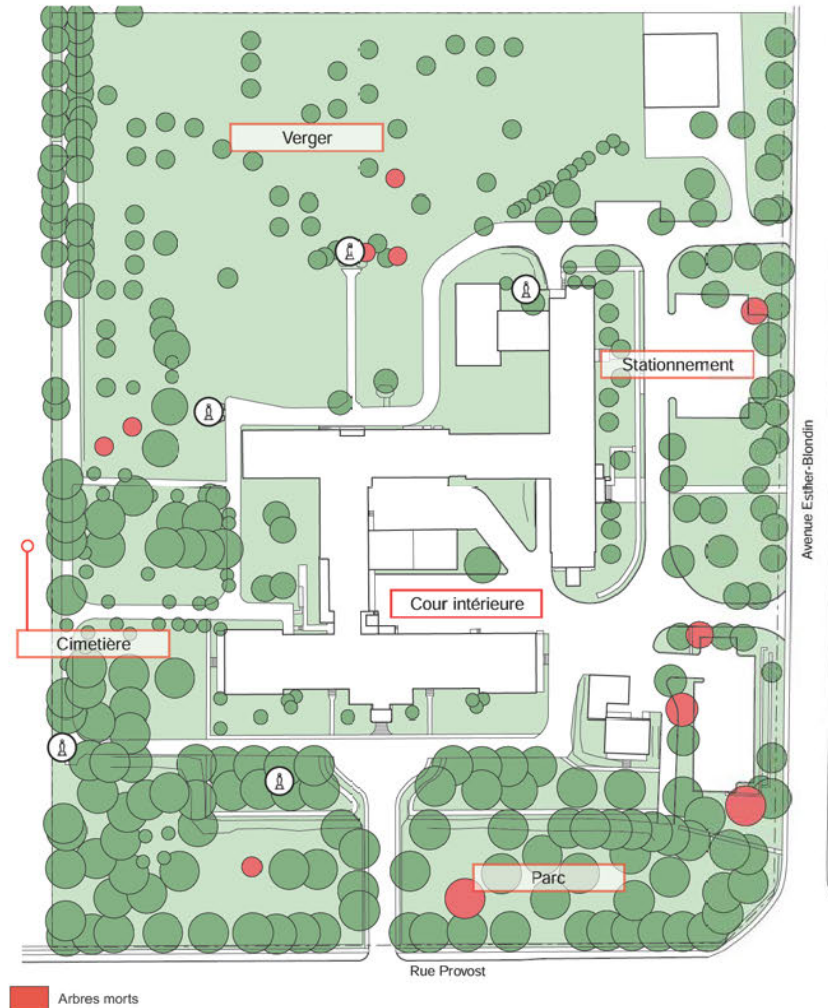 Verger
Stationnement
Avenue Esther-Blondin
Cour intérieure
Cimetière
Parc
Rue Provost
Arbres morts